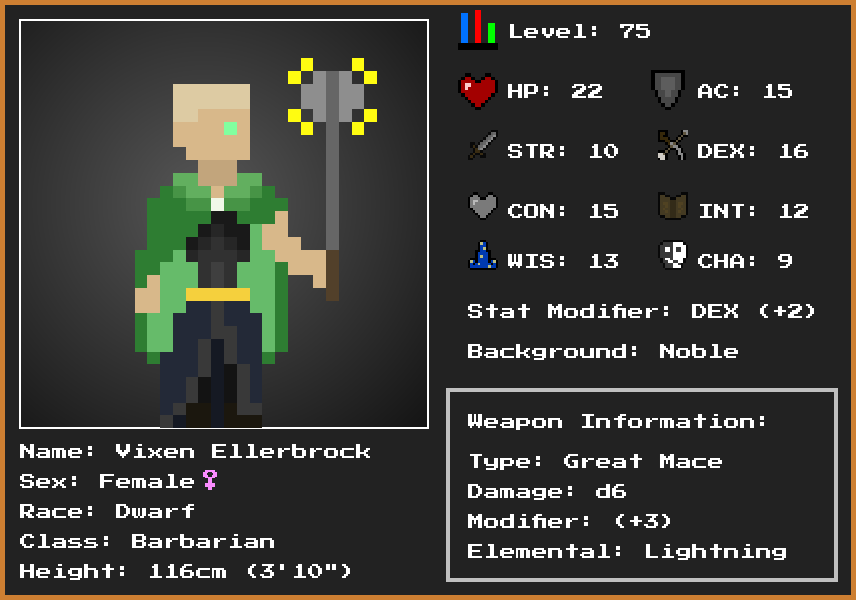 Level: 75
HP: 22
AC: 15
STR: 10
DEX: 16
CON: 15
INT: 12
WIS: 13
CHA: 9
Stat Modifier: DEX (+2)
Background: Noble
Weapon Information:
Type: Great Mace
Damage: d6
Modifier: (+3)
Elemental: Lightning
Name: Vixen Ellerbrock
Sex: Female♀
Race: Dwarf
Class: Barbarian
Height: 116cm (3'10")